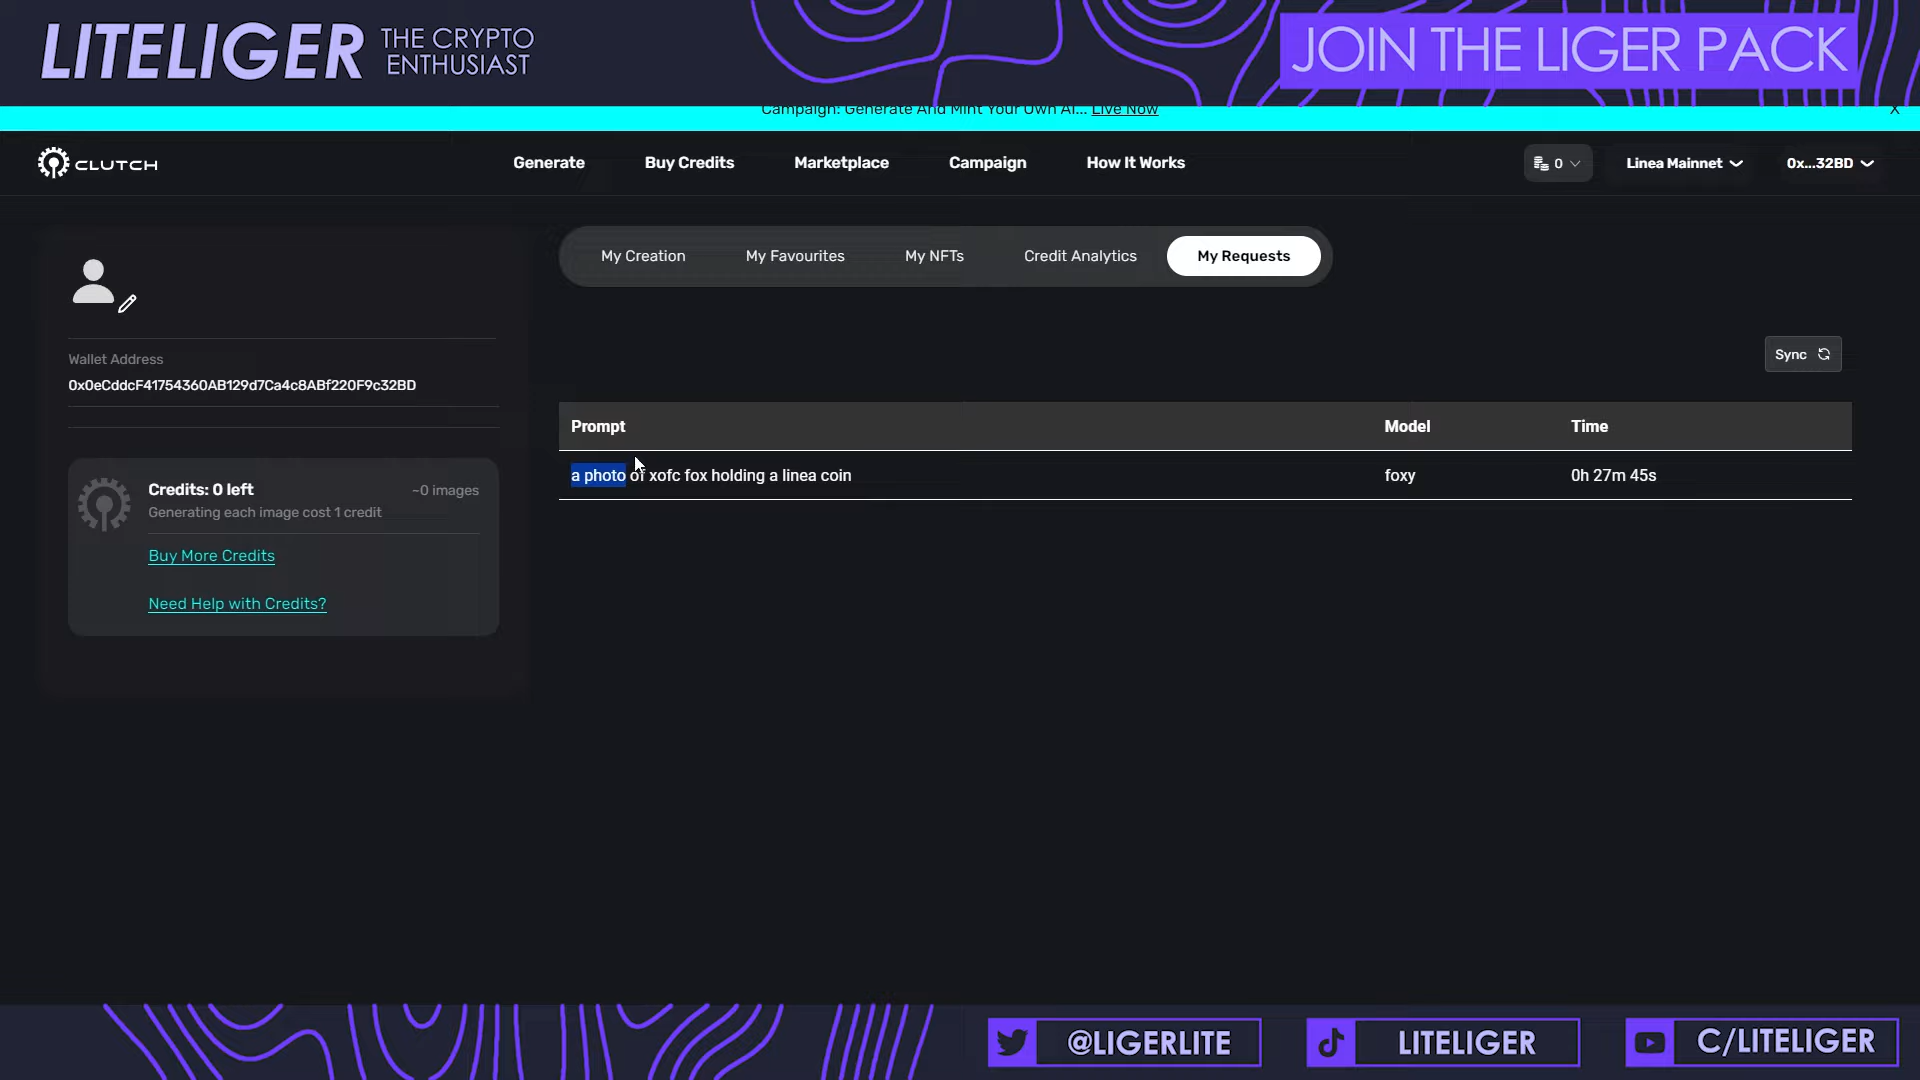 LITELIGER THE CRYPTO ENTHUSIAST
JOIN THE LIGER PACK
Campaign: Generate And Mint Your Own AI... Live Now X
CLUTCH
Generate Buy Credits Marketplace Campaign How It Works
0 Linea Mainnet 0x...32BD
My Creation My Favourites My NFTs Credit Analytics My Requests
Wallet Address
0x0eCddcF41754360AB129d7Ca4c8ABf220F9c32BD
Sync
Prompt Model Time
a photo of xofc fox holding a linea coin foxy 0h 27m 45s
Credits: 0 left ~0 images
Generating each image cost 1 credit
Buy More Credits
Need Help with Credits?
@LIGERLITE LITELIGER C/LITELIGER